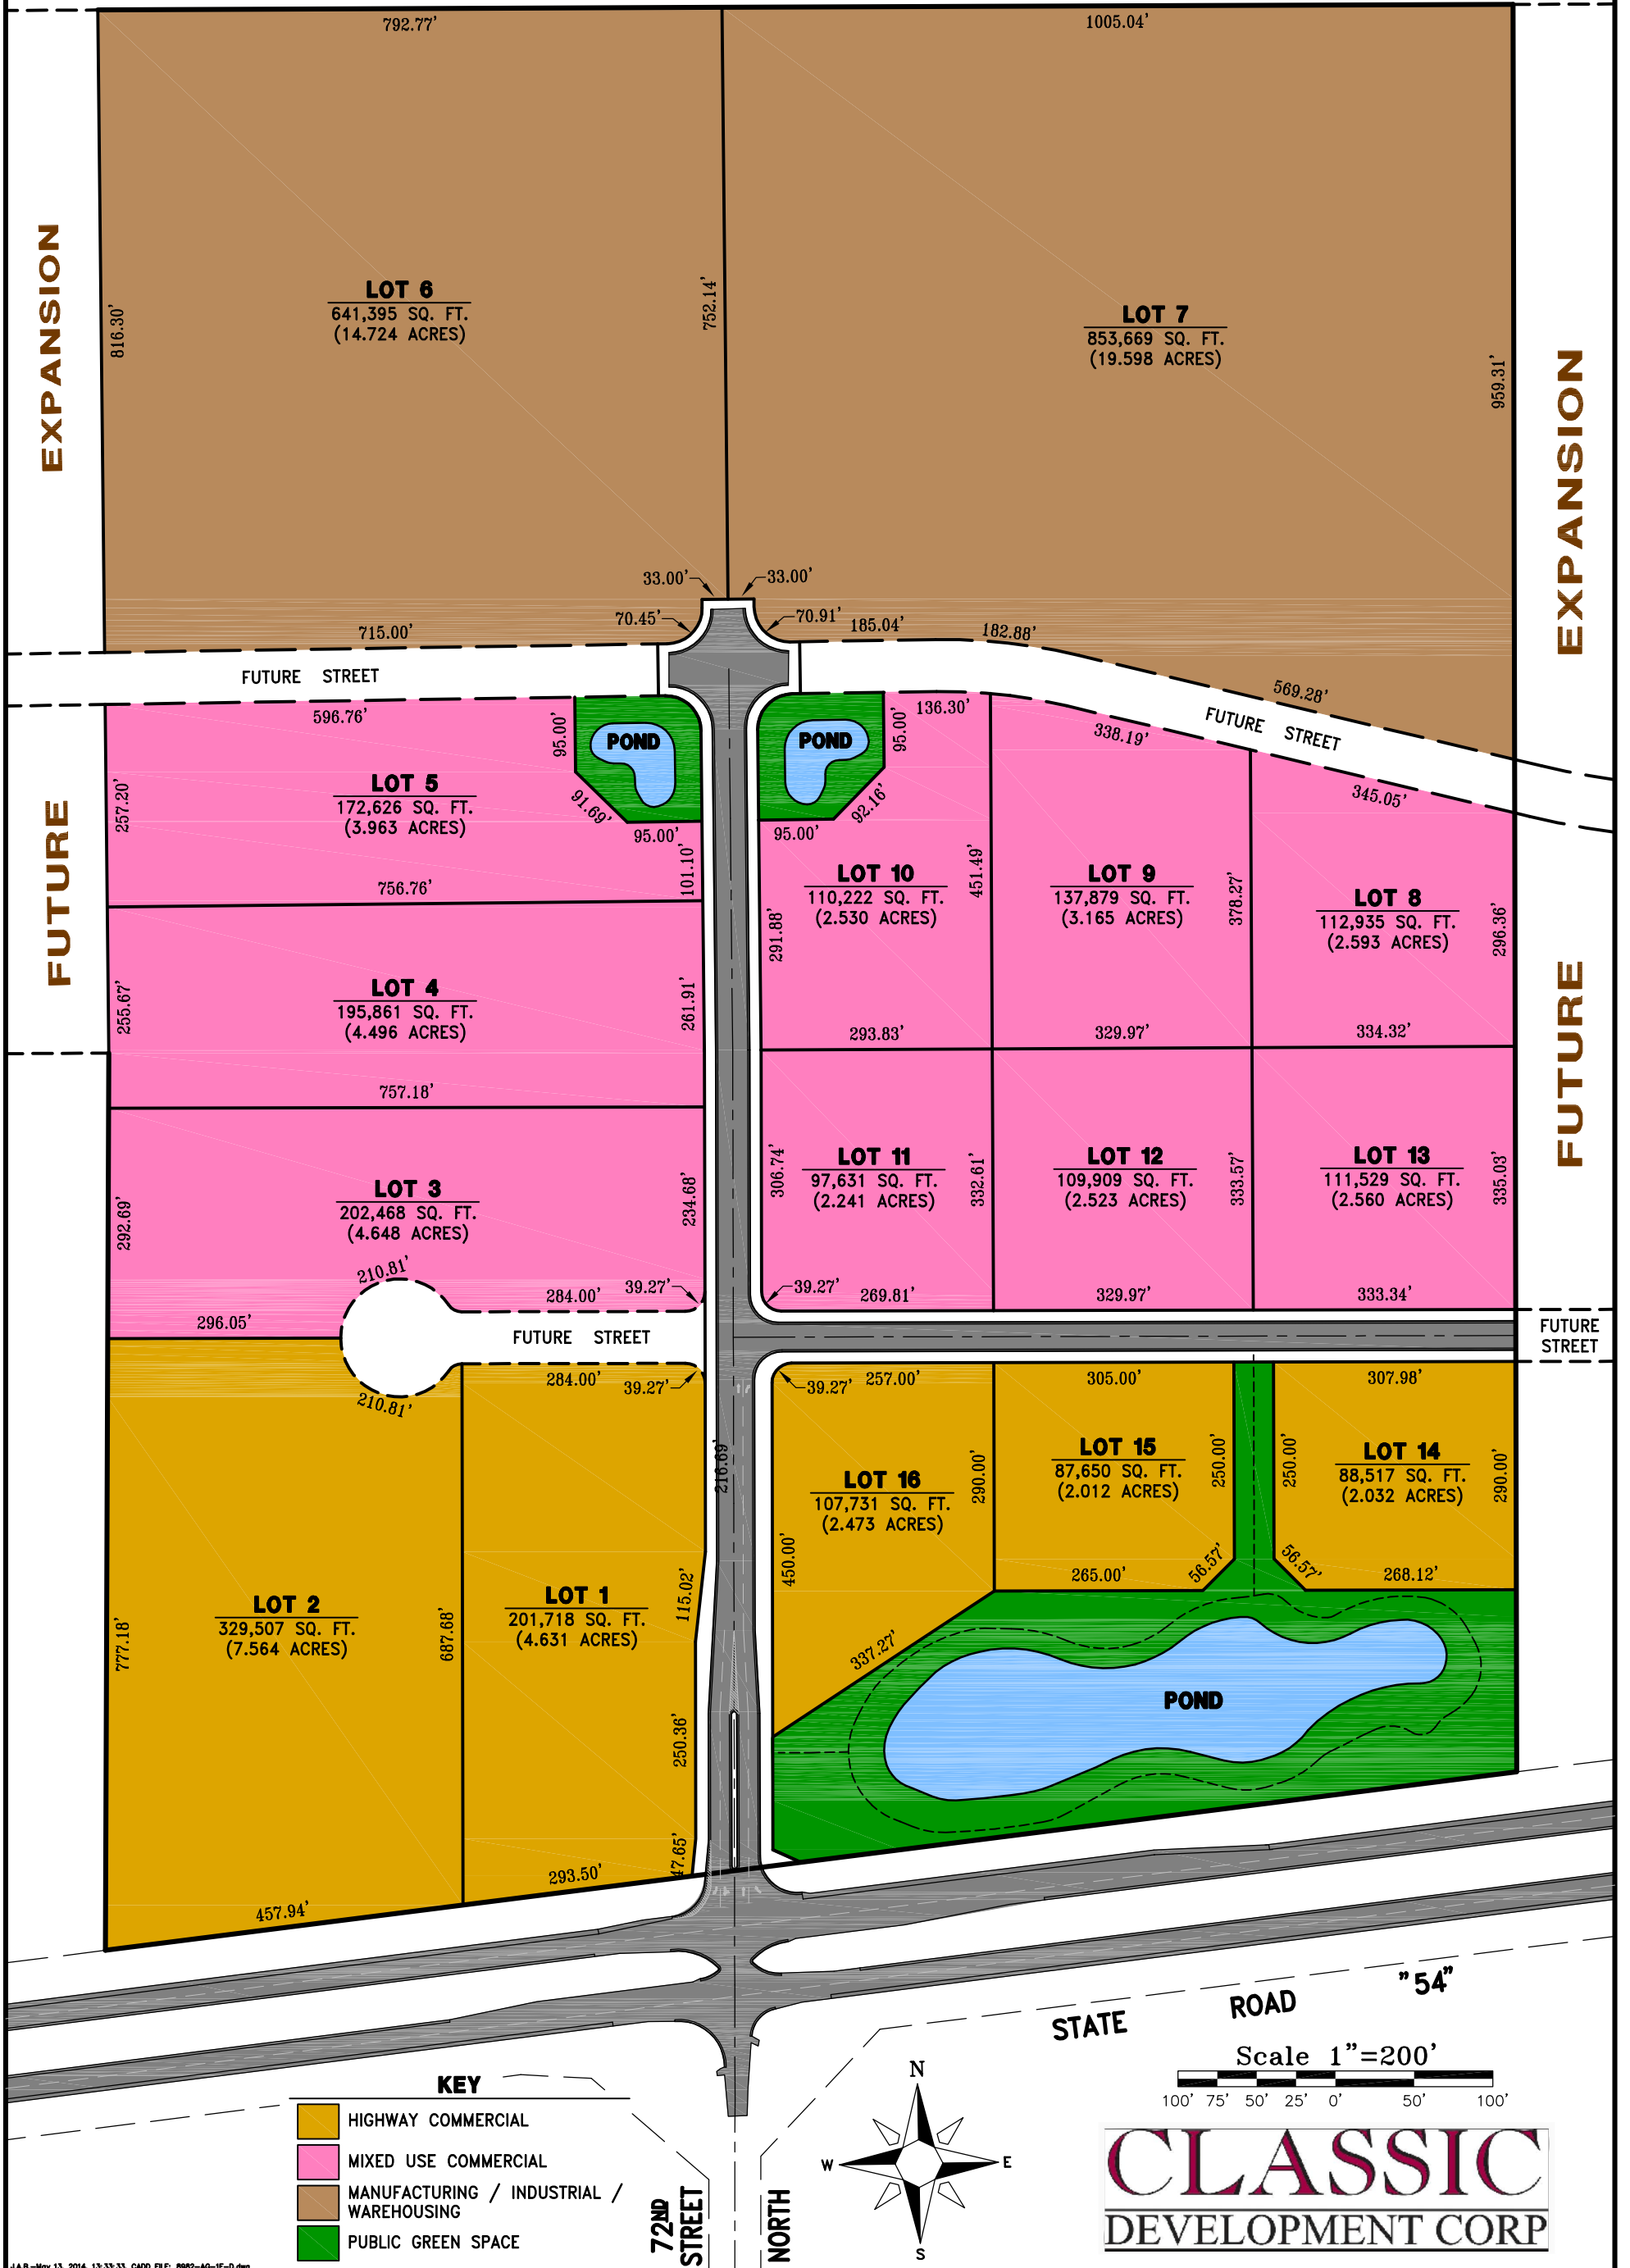 792.77'
1005.04'
EXPANSION
FUTURE
EXPANSION
FUTURE
LOT 6
641,395 SQ. FT.
(14.724 ACRES)
816.30'
752.14'
LOT 7
853,669 SQ. FT.
(19.598 ACRES)
959.31'
33.00'
33.00'
70.45'
70.91'
715.00'
185.04'
182.88'
569.28'
FUTURE STREET
FUTURE STREET
596.76'
95.00'
POND
POND
95.00'
136.30'
338.19'
345.05'
LOT 5
172,626 SQ. FT.
(3.963 ACRES)
257.20'
91.69'
95.00'
95.00'
92.16'
101.10'
756.76'
LOT 10
110,222 SQ. FT.
(2.530 ACRES)
291.88'
451.49'
293.83'
LOT 9
137,879 SQ. FT.
(3.165 ACRES)
378.27'
329.97'
LOT 8
112,935 SQ. FT.
(2.593 ACRES)
296.36'
334.32'
LOT 4
195,861 SQ. FT.
(4.496 ACRES)
255.67'
261.91'
757.18'
LOT 3
202,468 SQ. FT.
(4.648 ACRES)
292.69'
234.68'
210.81'
284.00'
39.27'
296.05'
LOT 11
97,631 SQ. FT.
(2.241 ACRES)
306.74'
332.61'
39.27'
269.81'
LOT 12
109,909 SQ. FT.
(2.523 ACRES)
333.57'
329.97'
LOT 13
111,529 SQ. FT.
(2.560 ACRES)
335.03'
333.34'
FUTURE STREET
FUTURE
STREET
210.81'
284.00'
39.27'
39.27'
257.00'
305.00'
307.98'
LOT 16
107,731 SQ. FT.
(2.473 ACRES)
216.69'
450.00'
290.00'
337.27'
LOT 15
87,650 SQ. FT.
(2.012 ACRES)
250.00'
265.00'
56.57'
LOT 14
88,517 SQ. FT.
(2.032 ACRES)
250.00'
290.00'
56.57'
268.12'
LOT 2
329,507 SQ. FT.
(7.564 ACRES)
777.18'
687.68'
457.94'
LOT 1
201,718 SQ. FT.
(4.631 ACRES)
115.02'
250.36'
47.65'
293.50'
POND
STATE ROAD "54"
Scale 1"=200'
100' 75' 50' 25' 0' 50' 100'
KEY
HIGHWAY COMMERCIAL
MIXED USE COMMERCIAL
MANUFACTURING / INDUSTRIAL /
WAREHOUSING
PUBLIC GREEN SPACE
72ND
STREET
NORTH
N
W
E
S
CLASSIC
DEVELOPMENT CORP
J.A.B.-May 13, 2014, 13:33:33 CADD FILE: 8982-AG-1F-D.dwg